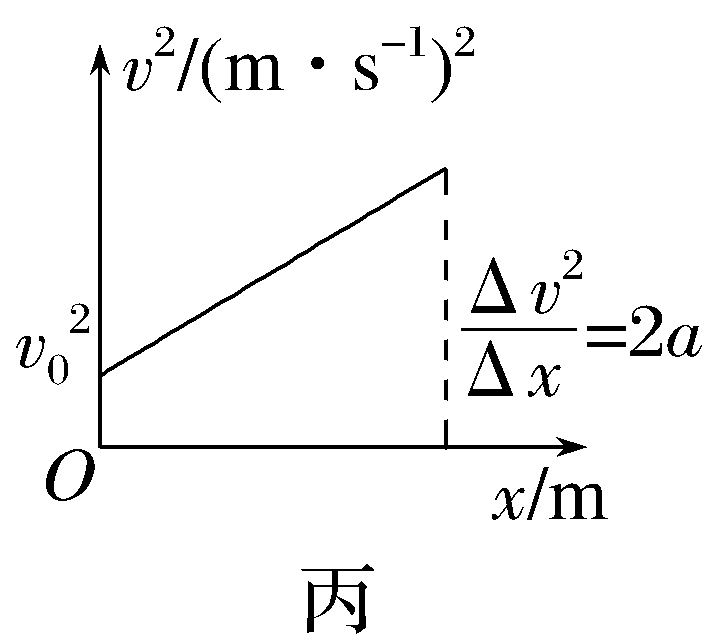 v²/(m · s⁻¹)²
v₀²
Δv²/Δx=2a
O
x/m
丙